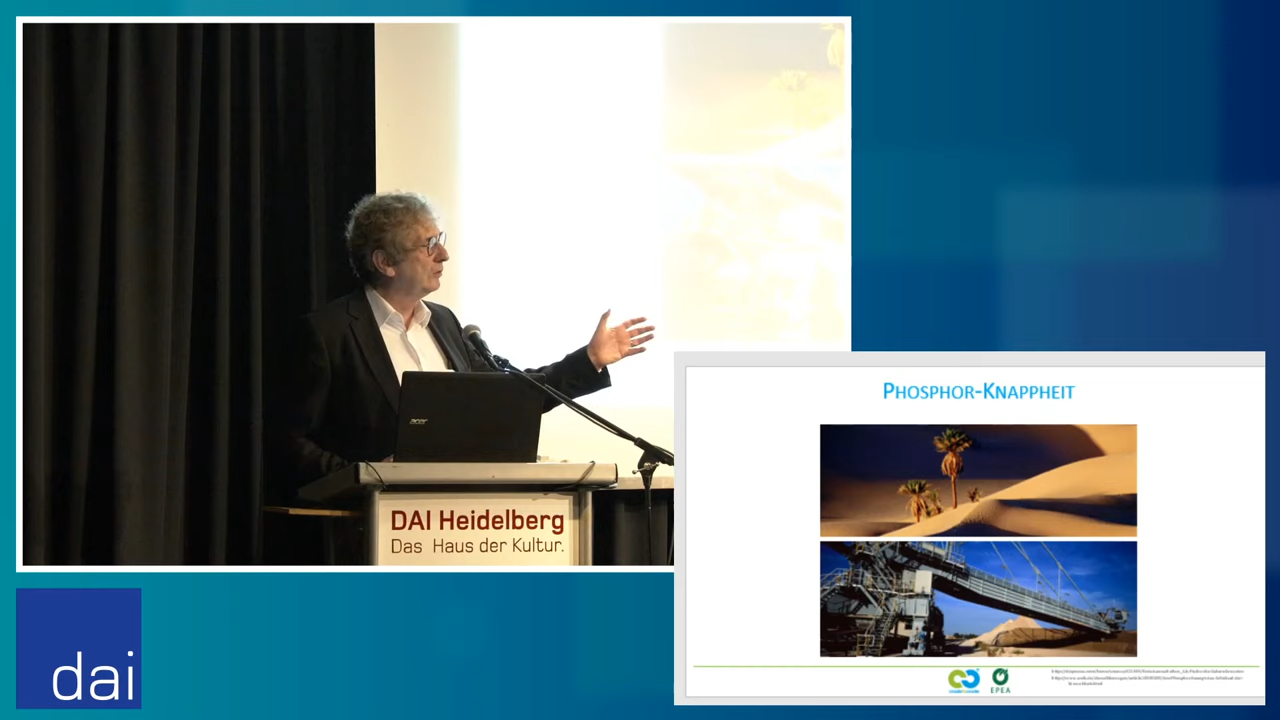 acer
DAI Heidelberg
Das Haus der Kultur.
dai
PHOSPHOR-KNAPPHEIT
EPEA